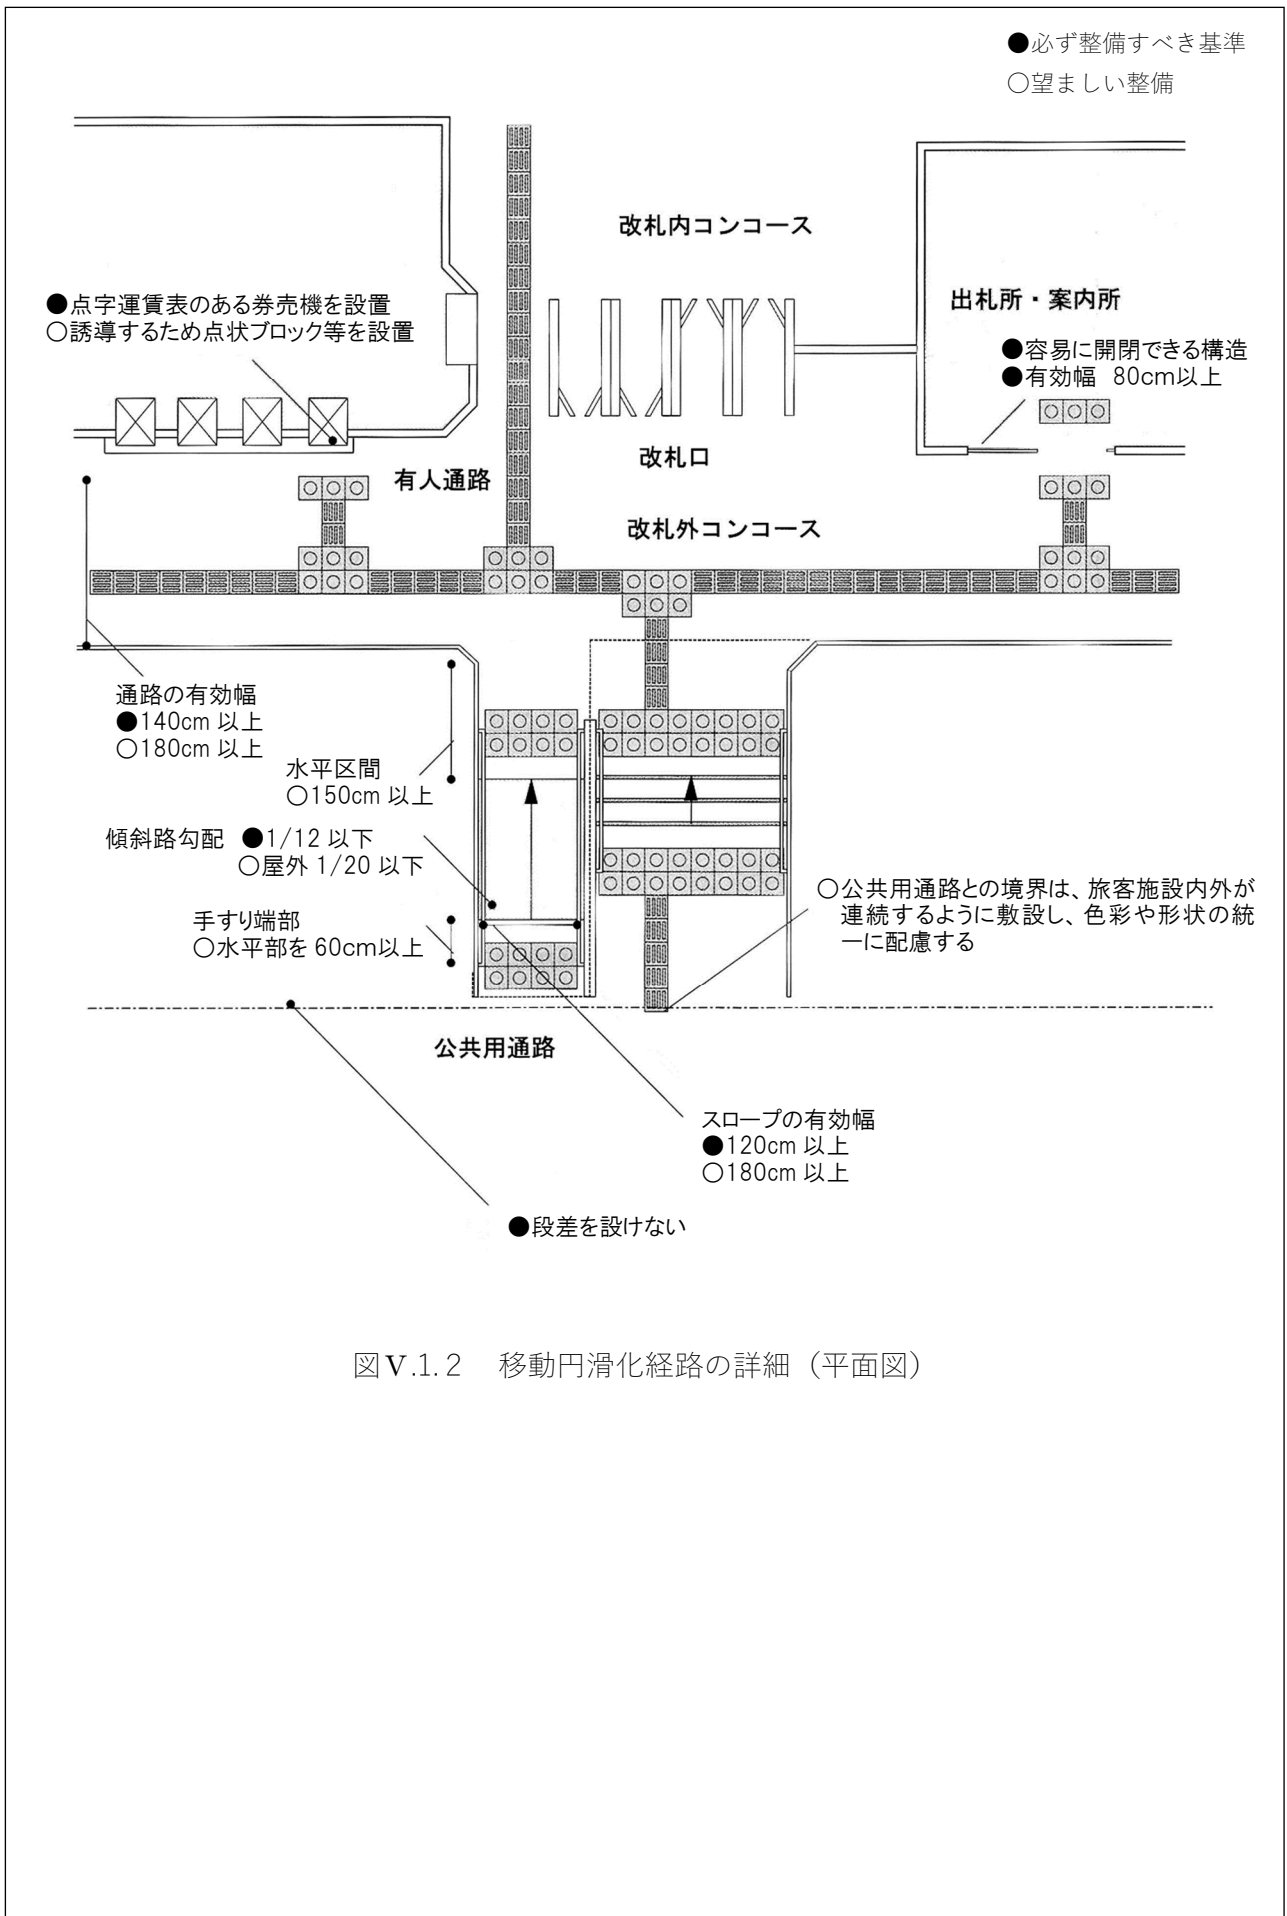 ●必ず整備すべき基準
○望ましい整備
改札内コンコース
●点字運賃表のある券売機を設置
○誘導するため点状ブロック等を設置
出札所・案内所
●容易に開閉できる構造
●有効幅 80cm以上
改札口
有人通路
改札外コンコース
通路の有効幅
●140cm 以上
○180cm 以上
水平区間
○150cm 以上
傾斜路勾配 ●1/12 以下
○屋外 1/20 以下
手すり端部
○水平部を 60cm以上
○公共用通路との境界は、旅客施設内外が
連続するように敷設し、色彩や形状の統
一に配慮する
公共用通路
スロープの有効幅
●120cm 以上
○180cm 以上
●段差を設けない
図Ⅴ.1.2 移動円滑化経路の詳細（平面図）